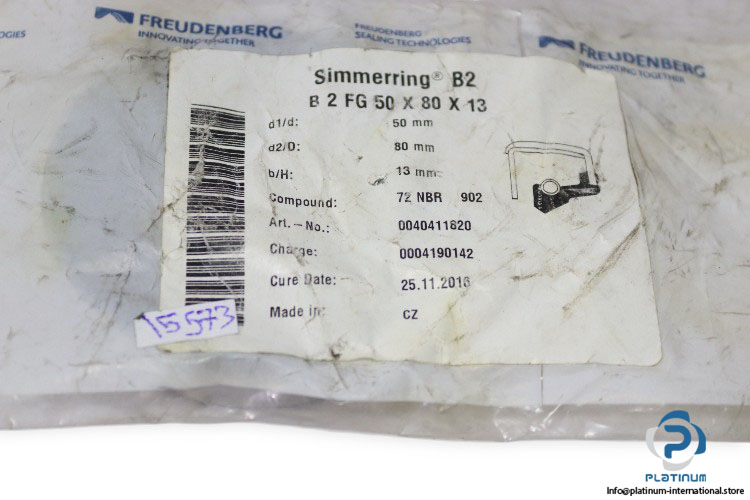 FREUDENBERG
INNOVATING TOGETHER
FREUDENBERG
SEALING TECHNOLOGIES
FREUDENBERG
INNOVATING TOGETHER
OLOGIES
Simmerring® B2
B 2 FG 50 X 80 X 13
d1/d: 50 mm
d2/D: 80 mm
b/H: 13 mm
Compound: 72 NBR 902
Art.-No.: 0040411820
Charge: 0004190142
Cure Date: 25.11.2016
Made in: CZ
15573
PLATINUM
Info@platinum-international.store